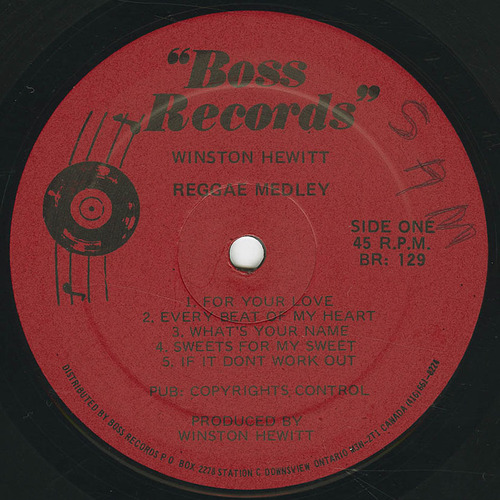 "Boss
Records"
WINSTON HEWITT
REGGAE MEDLEY
SIDE ONE
45 R.P.M.
BR: 129
1. FOR YOUR LOVE
2. EVERY BEAT OF MY HEART
3. WHAT'S YOUR NAME
4. SWEETS FOR MY SWEET
5. IF IT DONT WORK OUT
PUB: COPYRIGHTS CONTROL
PRODUCED BY
WINSTON HEWITT
DISTRIBUTED BY BOSS RECORDS P.O. BOX 2228 STATION C DOWNSVIEW ONTARIO CANADA